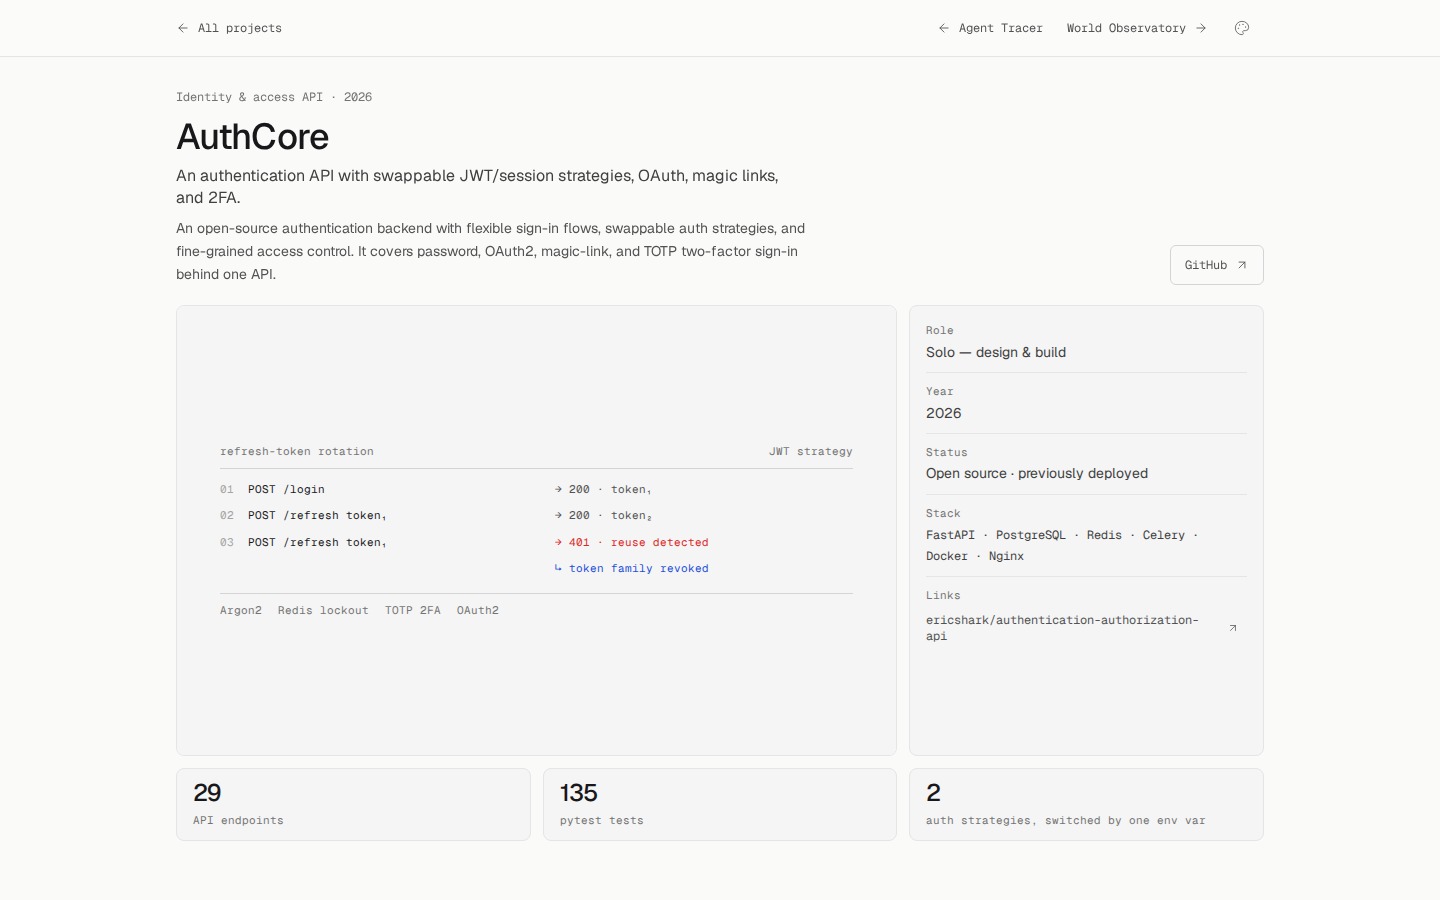 ← All projects
← Agent Tracer World Observatory →
Identity & access API · 2026
AuthCore
An authentication API with swappable JWT/session strategies, OAuth, magic links,
and 2FA.
An open-source authentication backend with flexible sign-in flows, swappable auth strategies, and
fine-grained access control. It covers password, OAuth2, magic-link, and TOTP two-factor sign-in
behind one API.
GitHub ↗
refresh-token rotation JWT strategy
01 POST /login → 200 · token₁
02 POST /refresh token₁ → 200 · token₂
03 POST /refresh token₁ → 401 · reuse detected
↳ token family revoked
Argon2 Redis lockout TOTP 2FA OAuth2
Role
Solo — design & build
Year
2026
Status
Open source · previously deployed
Stack
FastAPI · PostgreSQL · Redis · Celery ·
Docker · Nginx
Links
ericshark/authentication-authorization-
api ↗
29
API endpoints
135
pytest tests
2
auth strategies, switched by one env var